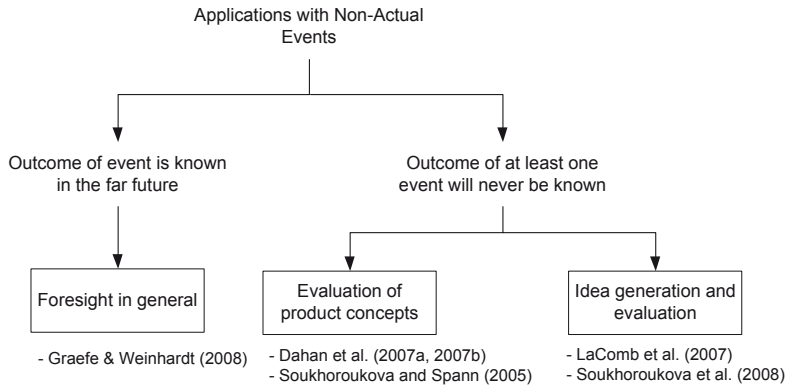 Applications with Non-Actual
Events
Outcome of event is known
in the far future
Outcome of at least one
event will never be known
Foresight in general
Evaluation of
product concepts
Idea generation and
evaluation
- Graefe & Weinhardt (2008)
- Dahan et al. (2007a, 2007b)
- Soukhoroukova and Spann (2005)
- LaComb et al. (2007)
- Soukhoroukova et al. (2008)